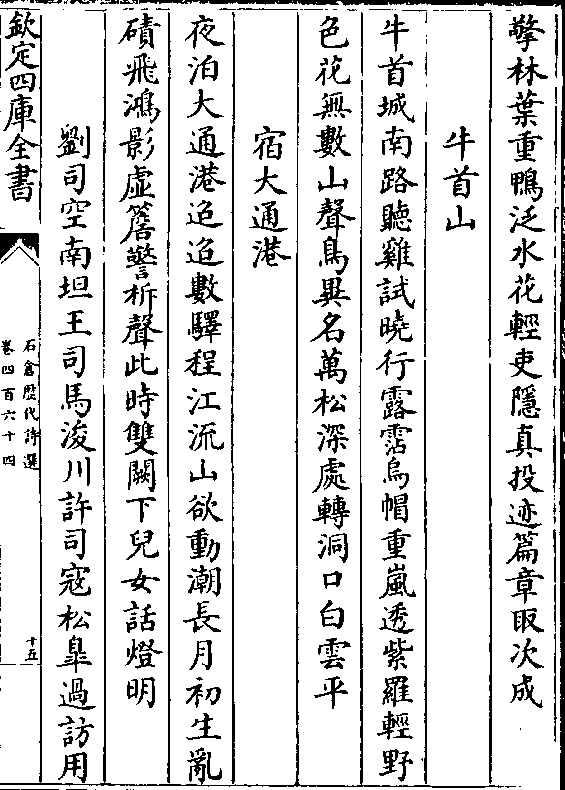 擎林葉重鴨泛水花輕吏隱真投迹篇章取次成
牛首山
牛首城南路聽雞試曉行露霑烏帽重嵐透紫羅輕野
色花無數山聲鳥異名萬松深處轉洞口白雲平
宿大通港
夜泊大通港迢迢數驛程江流山欲動潮長月初生亂
磧飛鴻影虛簷警柝聲此時雙闕下兒女話燈明
劉司空南坦王司馬浚川許司寇松臯過訪用
欽定四庫全書
石倉歷代詩選
卷四百六十四
十五